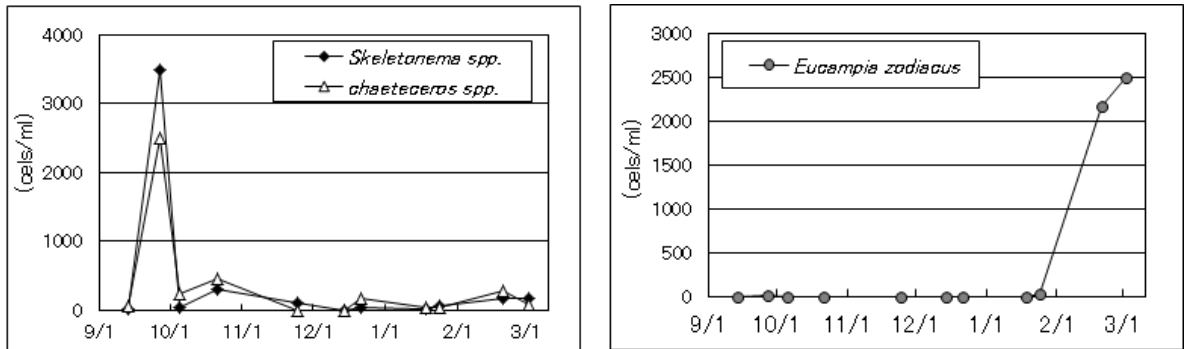 4000
3000
2000
1000
0
(cels/ml)
Skeletonema spp.
chaeteceros spp.
9/1 10/1 11/1 12/1 1/1 2/1 3/1
3000
2500
2000
1500
1000
500
0
(cels/ml)
Eucampia zodiacus
9/1 10/1 11/1 12/1 1/1 2/1 3/1